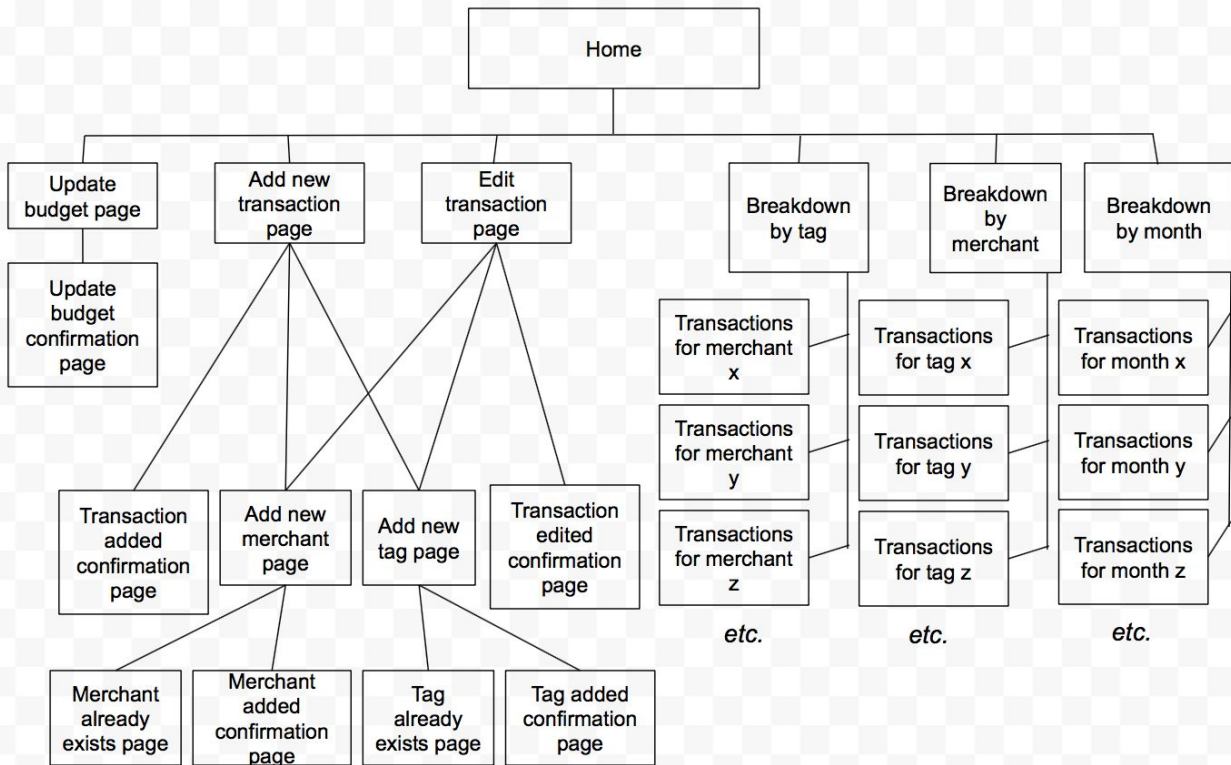 Home
Update
budget page
Add new
transaction
page
Edit
transaction
page
Breakdown
by tag
Breakdown
by
merchant
Breakdown
by month
Update
budget
confirmation
page
Transactions
for merchant
x
Transactions
for tag x
Transactions
for month x
Transactions
for merchant
y
Transactions
for tag y
Transactions
for month y
Transaction
added
confirmation
page
Add new
merchant
page
Add new
tag page
Transaction
edited
confirmation
page
Transactions
for merchant
z
Transactions
for tag z
Transactions
for month z
etc.
etc.
etc.
Merchant
already
exists page
Merchant
added
confirmation
page
Tag
already
exists page
Tag added
confirmation
page